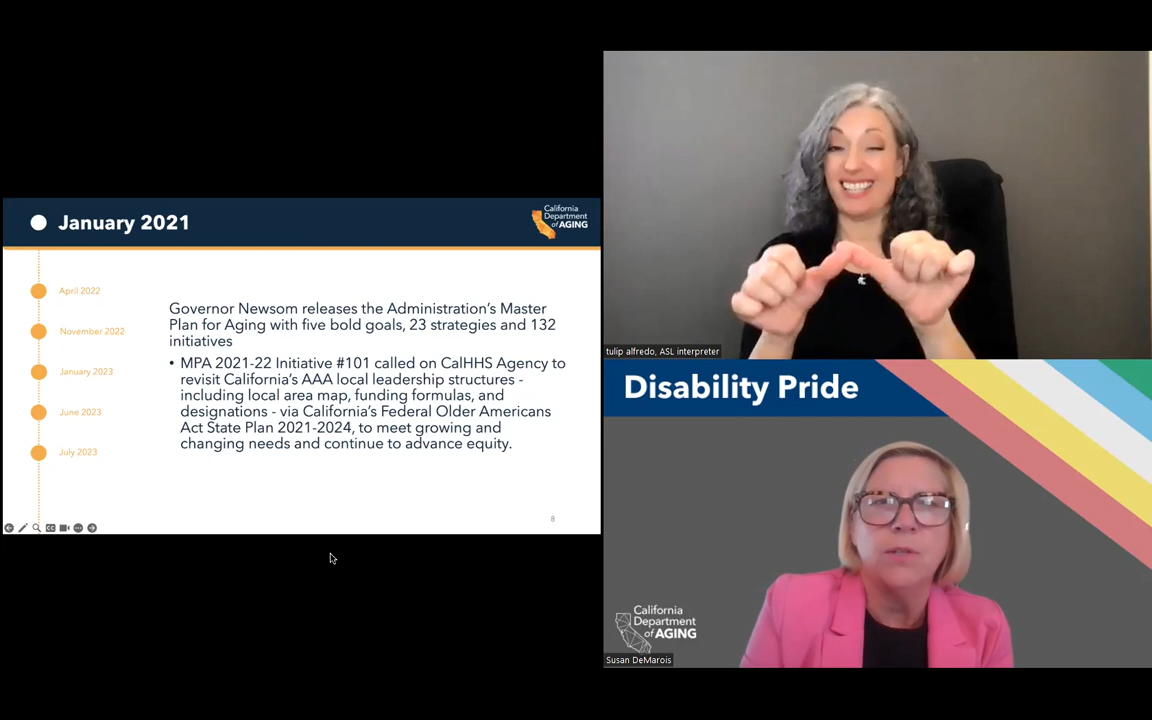 January 2021
California
Department
of AGING
April 2022
November 2022
January 2023
June 2023
July 2023
Governor Newsom releases the Administration's Master
Plan for Aging with five bold goals, 23 strategies and 132
initiatives
• MPA 2021-22 Initiative #101 called on CalHHS Agency to
revisit California's AAA local leadership structures -
including local area map, funding formulas, and
designations - via California's Federal Older Americans
Act State Plan 2021-2024, to meet growing and
changing needs and continue to advance equity.
8
tulip alfredo, ASL interpreter
Disability Pride
California
Department
of AGING
Susan DeMarois